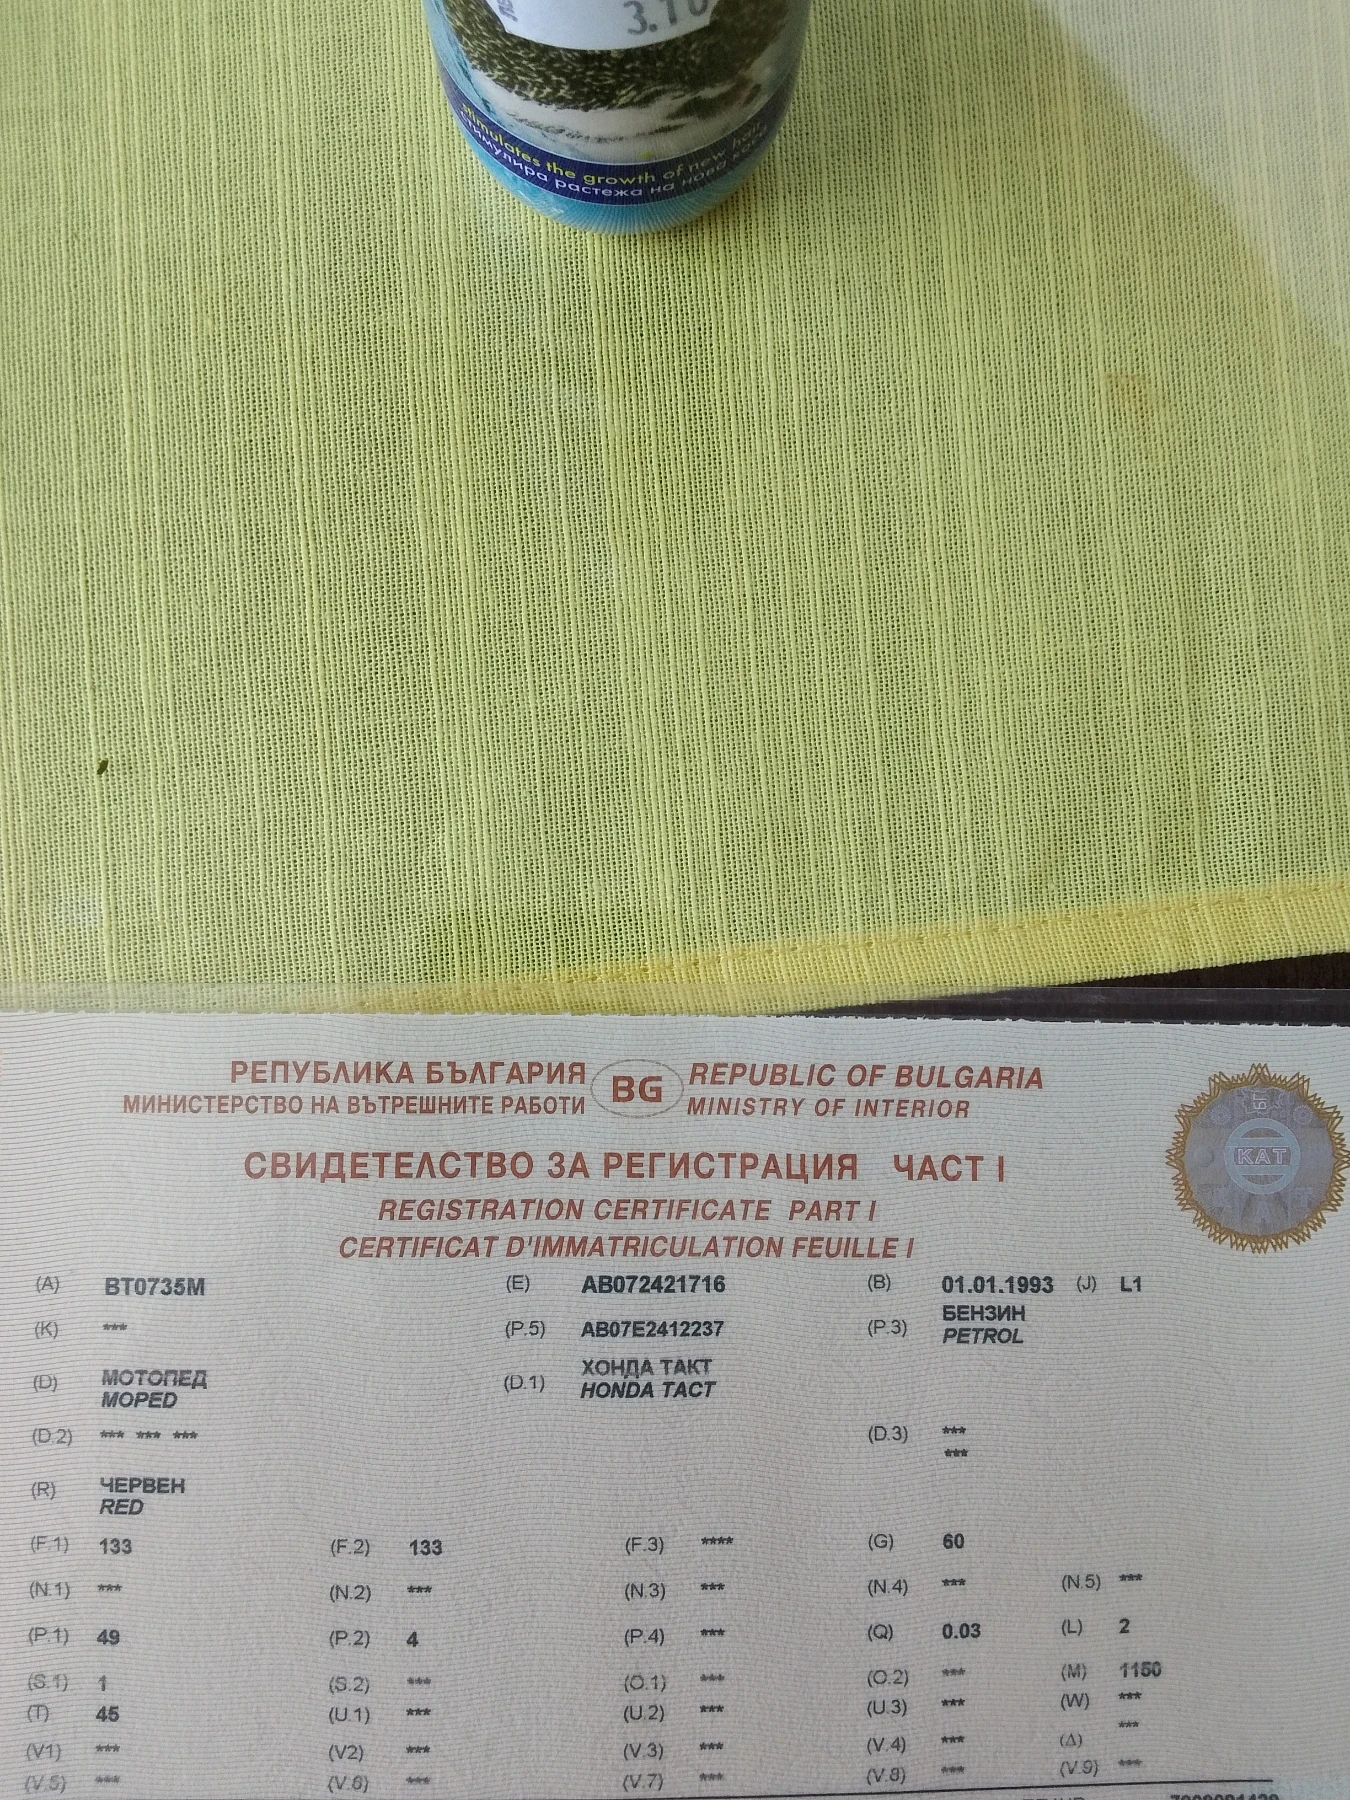 3.10
stimulates the growth of new hair
стимулира растежа на нова коса
РЕПУБЛИКА БЪЛГАРИЯ BG REPUBLIC OF BULGARIA
МИНИСТЕРСТВО НА ВЪТРЕШНИТЕ РАБОТИ MINISTRY OF INTERIOR
КАТ
СВИДЕТЕЛСТВО ЗА РЕГИСТРАЦИЯ ЧАСТ I
REGISTRATION CERTIFICATE PART I
CERTIFICAT D'IMMATRICULATION FEUILLE I
(A) BT0735M (E) AB072421716 (B) 01.01.1993 (J) L1
(K) *** (P.5) AB07E2412237 (P.3) БЕНЗИН
PETROL
(D) МОТОПЕД (D.1) ХОНДА ТАКТ
MOPED HONDA TACT
(D.2) *** *** *** (D.3) ***
***
(R) ЧЕРВЕН
RED
(F.1) 133 (F.2) 133 (F.3) **** (G) 60
(N.1) *** (N.2) *** (N.3) *** (N.4) *** (N.5) ***
(P.1) 49 (P.2) 4 (P.4) *** (Q) 0.03 (L) 2
(S.1) 1 (S.2) *** (O.1) *** (O.2) *** (M) 1150
(T) 45 (U.1) *** (U.2) *** (U.3) *** (W) ***
(V1) *** (V2) *** (V.3) *** (V.4) *** (Δ) ***
(V.5) *** (V.6) *** (V.7) *** (V.8) *** (V.9) ***